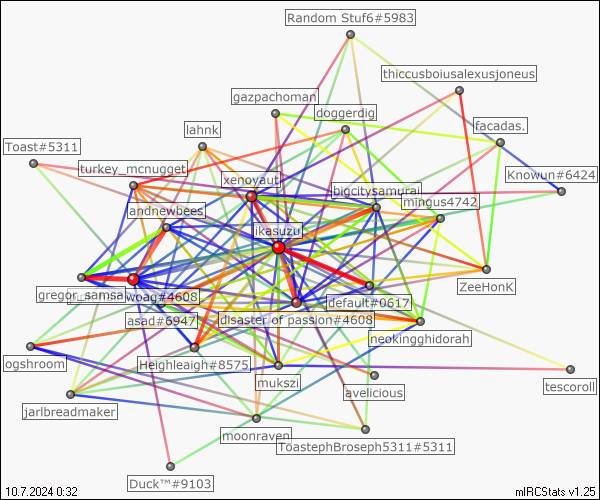 Random Stuf6#5983
thiccusboiusalexusjoneus
gazpachoman
doggerdig
facadas.
lahnk
Toast#5311
turkey_mcnugget
xenoyaut
Knowun#6424
bigcitysamurai
mingus4742
andnewbees
ikasuzu
ZeeHonK
gregor_samsa
woag#4608
default#0617
asad#6947
disaster of passion#4608
neokingghidorah
ogshroom
Heighleaigh#8575
mukszi
avelicious
tescoroll
jarlbreadmaker
moonraven
ToastephBroseph5311#5311
Duck™#9103
10.7.2024 0:32
mIRCStats v1.25